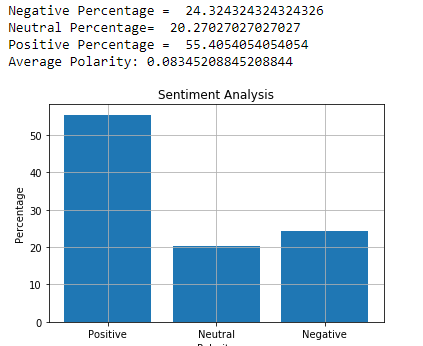 Negative Percentage =  24.324324324324326
Neutral Percentage=  20.27027027027027
Positive Percentage =  55.4054054054054
Average Polarity: 0.08345208845208844
Sentiment Analysis
Percentage
50
40
30
20
10
0
Positive Neutral Negative